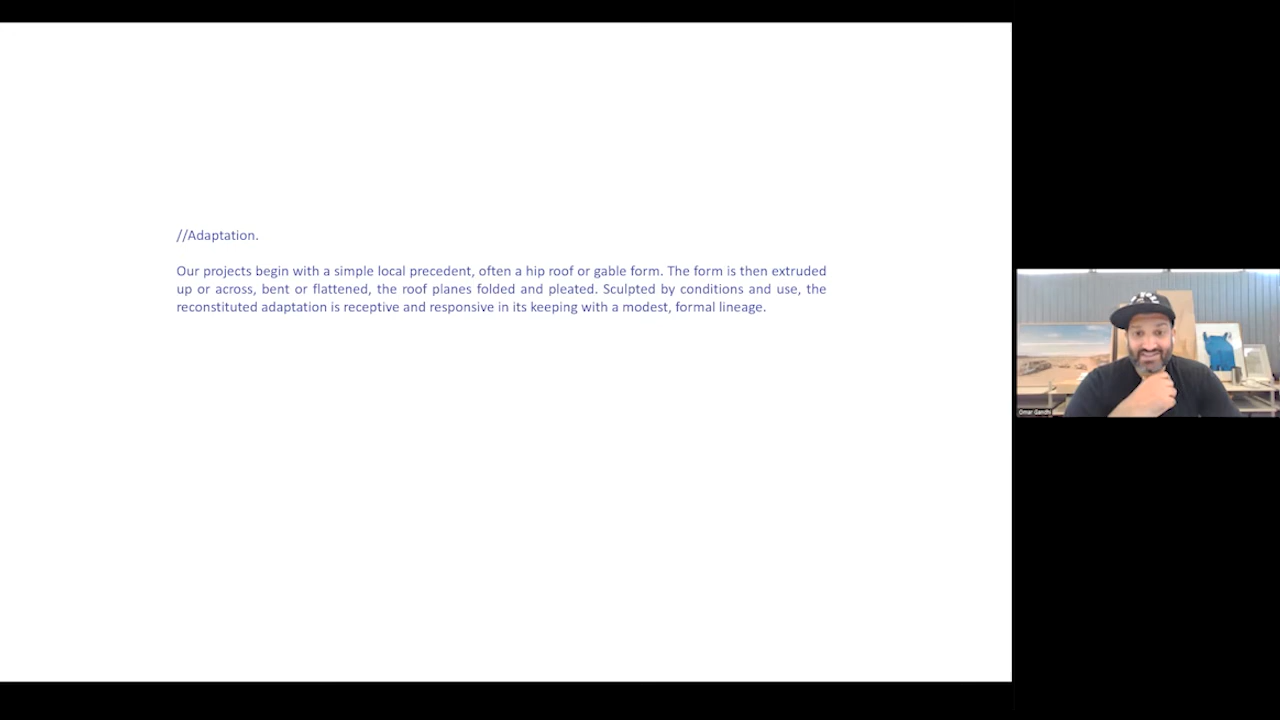 //Adaptation.
Our projects begin with a simple local precedent, often a hip roof or gable form. The form is then extruded
up or across, bent or flattened, the roof planes folded and pleated. Sculpted by conditions and use, the
reconstituted adaptation is receptive and responsive in its keeping with a modest, formal lineage.
Omar Gandhi